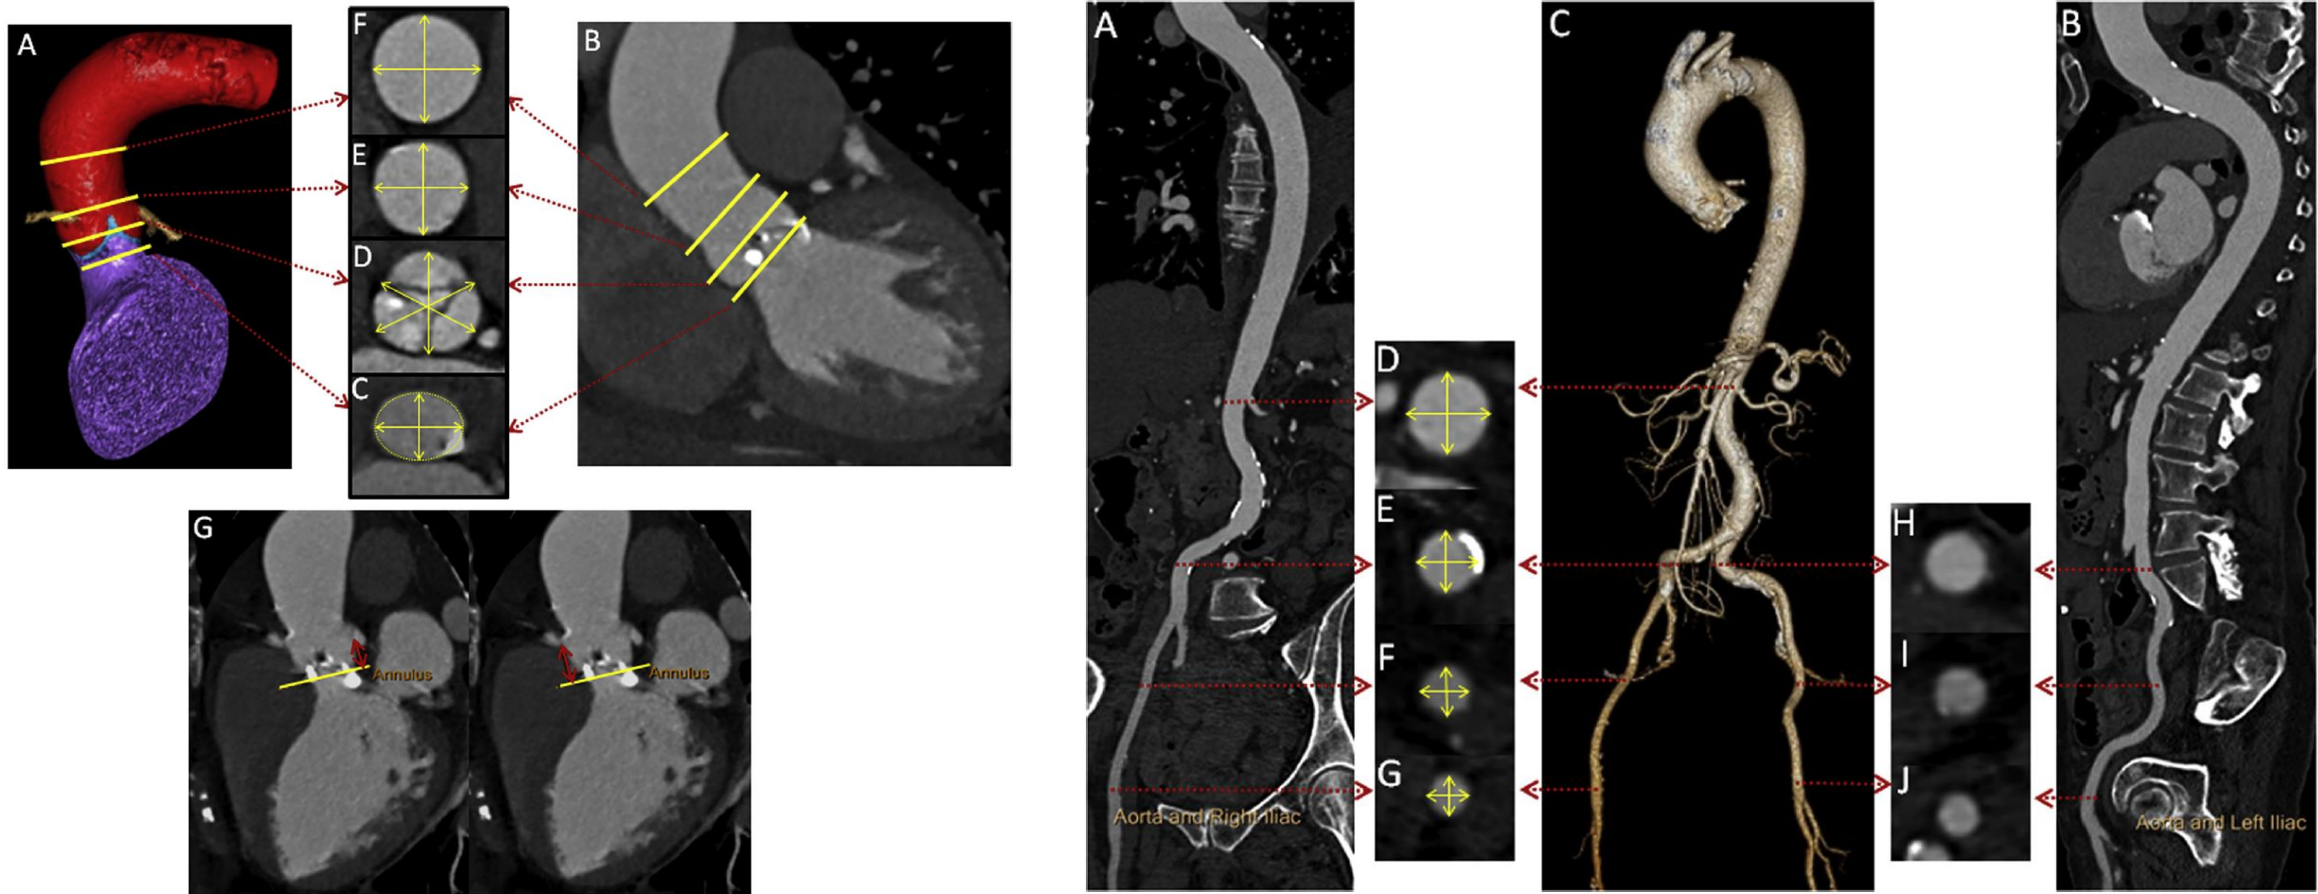 A
F
E
D
C
B
G
Annulus
Annulus
A
Aorta and Right Iliac
D
E
F
G
C
H
I
J
B
Aorta and Left Iliac